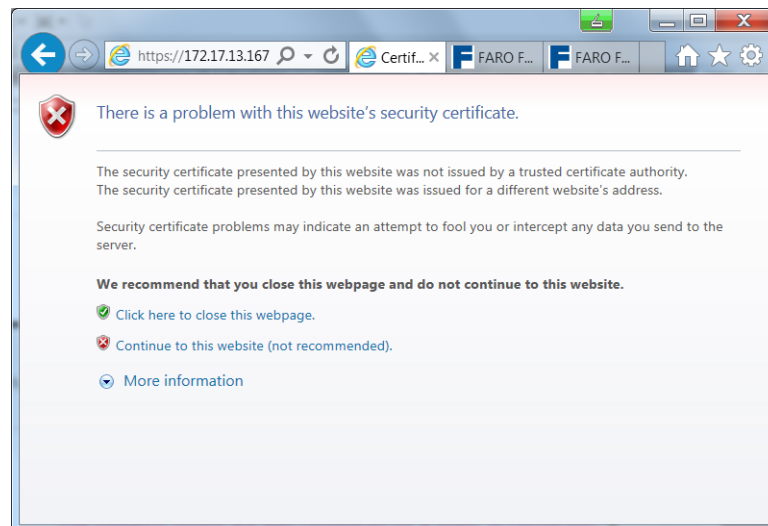 https://172.17.13.167
Certif...
FARO F...
FARO F...
There is a problem with this website's security certificate.
The security certificate presented by this website was not issued by a trusted certificate authority.
The security certificate presented by this website was issued for a different website's address.
Security certificate problems may indicate an attempt to fool you or intercept any data you send to the
server.
We recommend that you close this webpage and do not continue to this website.
Click here to close this webpage.
Continue to this website (not recommended).
More information